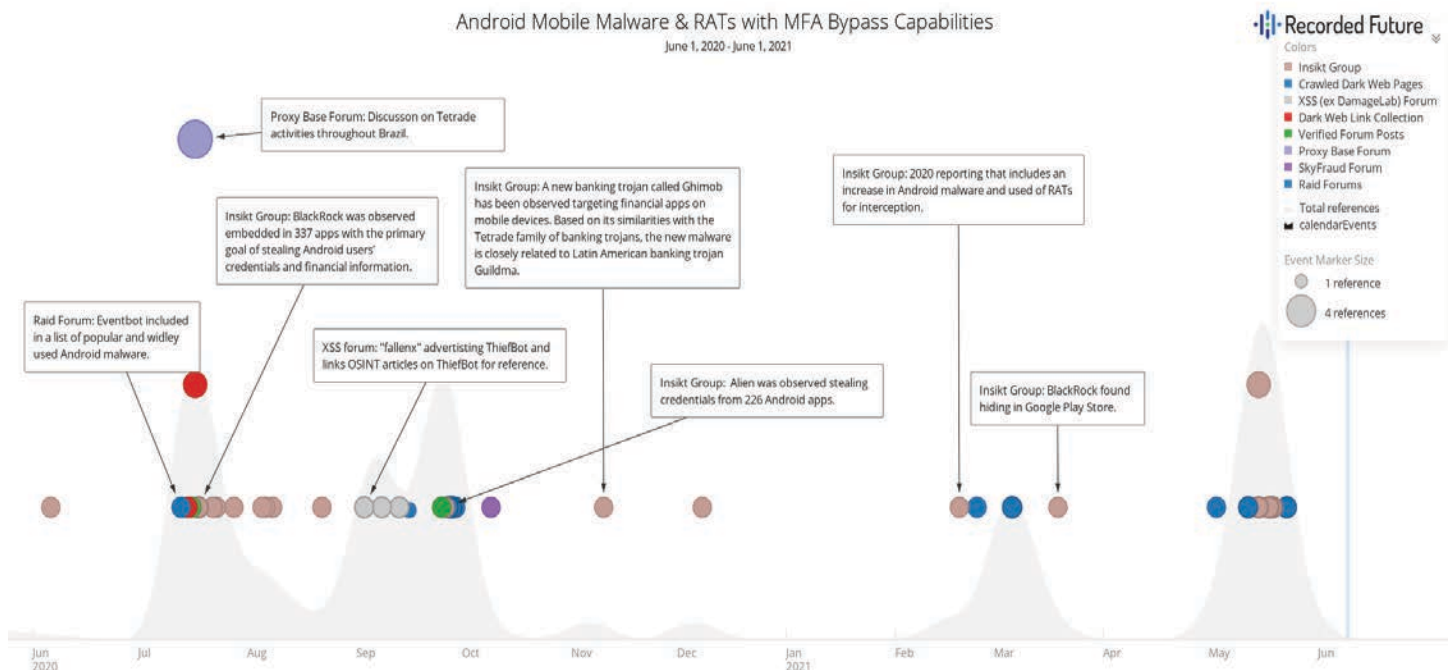 Android Mobile Malware & RATs with MFA Bypass Capabilities
June 1, 2020 - June 1, 2021
Recorded Future
Colors
Insikt Group
Crawled Dark Web Pages
XSS (ex DamageLab) Forum
Dark Web Link Collection
Verified Forum Posts
Proxy Base Forum
SkyFraud Forum
Raid Forums
Total references
calendarEvents
Event Marker Size
1 reference
4 references
Proxy Base Forum: Discusson on Tetrade
activities throughout Brazil.
Insikt Group: BlackRock was observed
embedded in 337 apps with the primary
goal of stealing Android users'
credentials and financial information.
Insikt Group: A new banking trojan called Ghimob
has been observed targeting financial apps on
mobile devices. Based on its similarities with the
Tetrade family of banking trojans, the new malware
is closely related to Latin American banking trojan
Guildma.
Insikt Group: 2020 reporting that includes an
increase in Android malware and used of RATs
for interception.
Raid Forum: Eventbot included
in a list of popular and widley
used Android malware.
XSS forum: "fallenx" advertisting ThiefBot and
links OSINT articles on ThiefBot for reference.
Insikt Group: Alien was observed stealing
credentials from 226 Android apps.
Insikt Group: BlackRock found
hiding in Google Play Store.
Jun
2020
Jul
Aug
Sep
Oct
Nov
Dec
Jan
2021
Feb
Mar
Apr
May
Jun